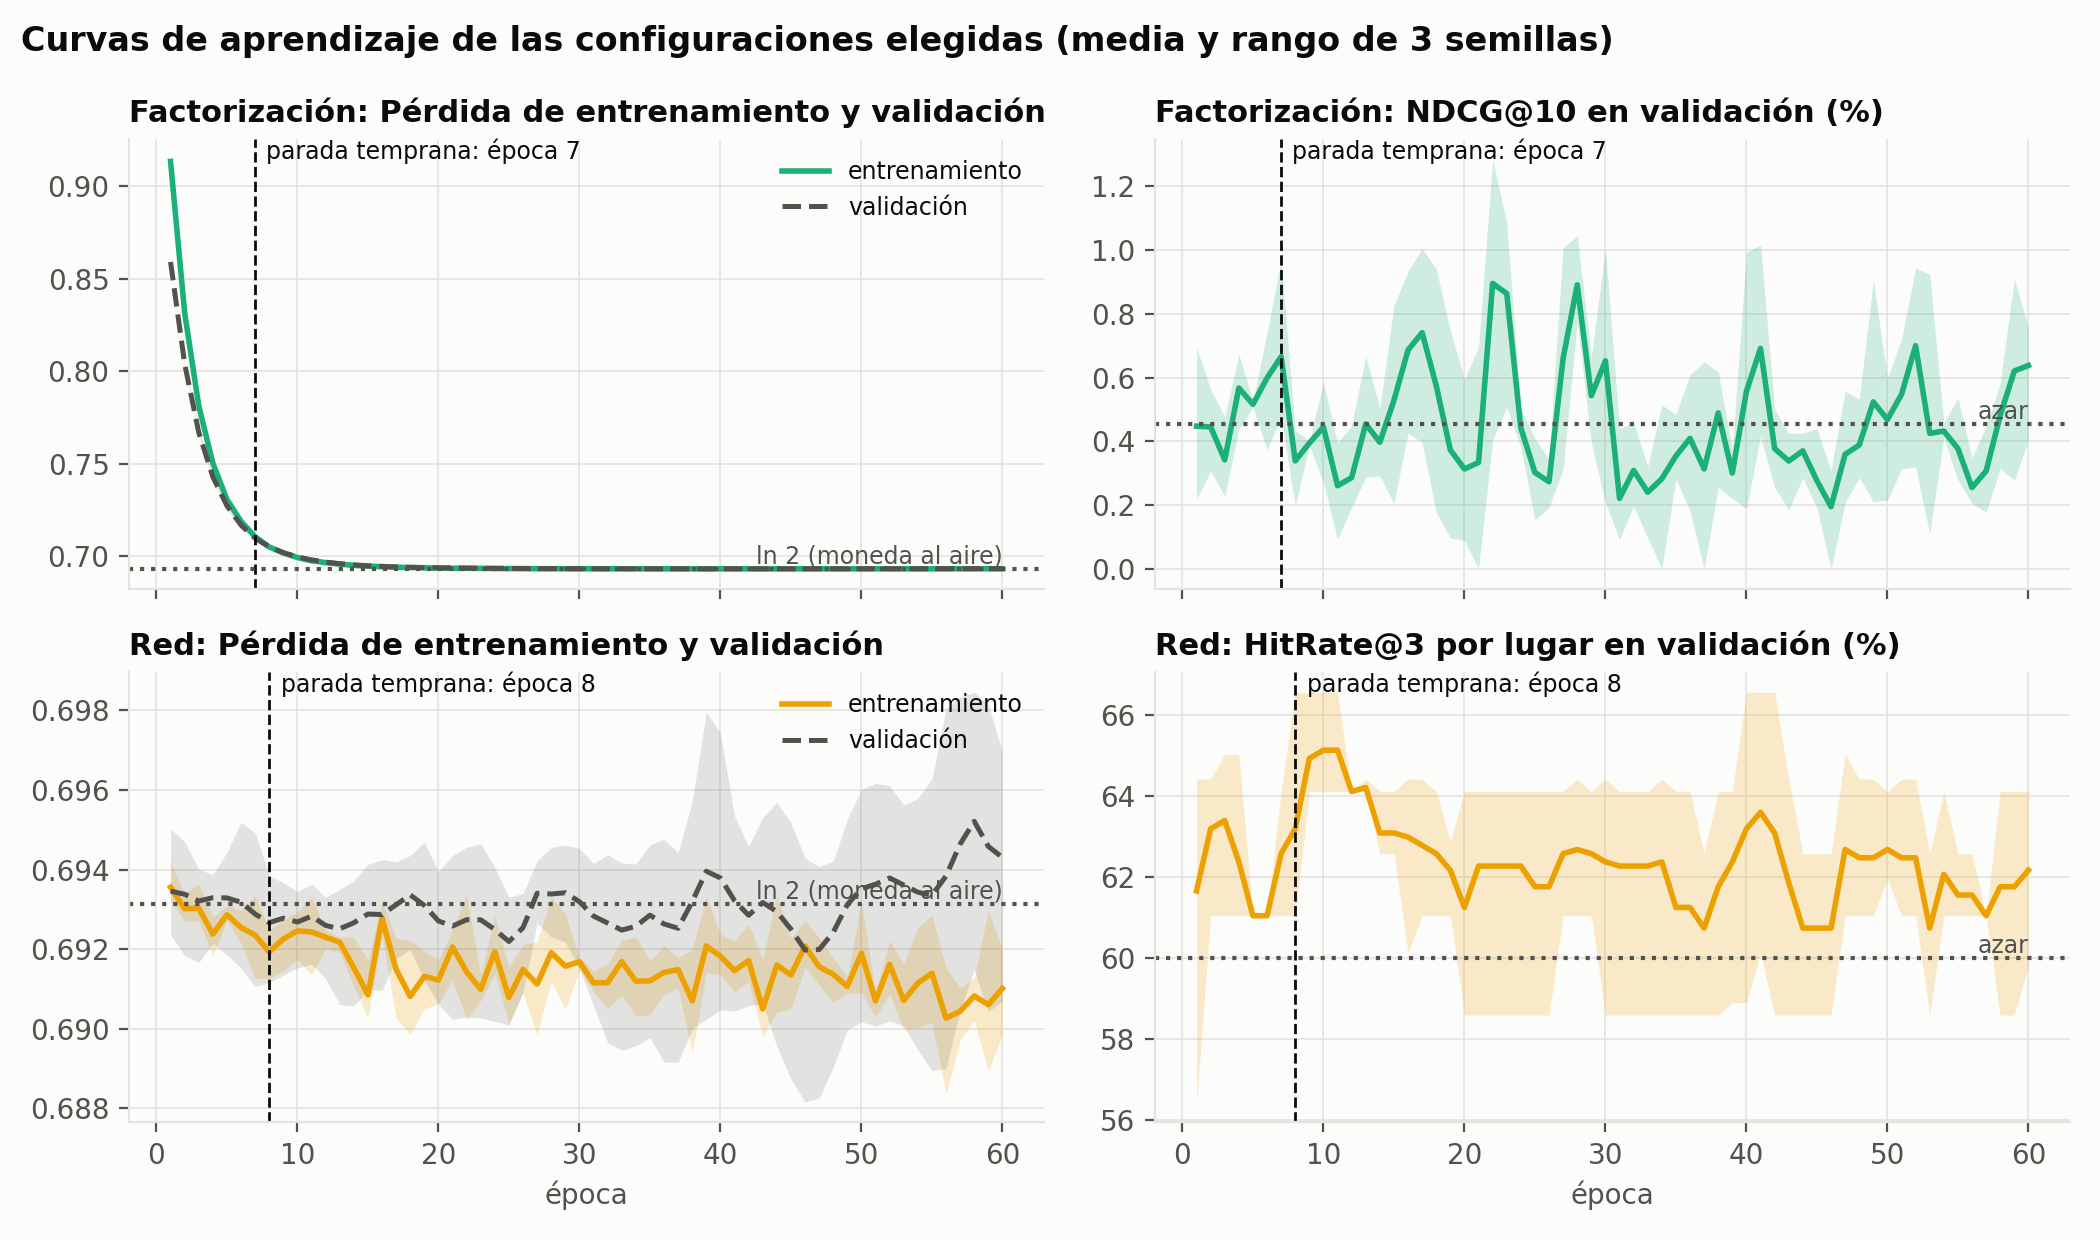 Curvas de aprendizaje de las configuraciones elegidas (media y rango de 3 semillas)
Factorización: Pérdida de entrenamiento y validación
parada temprana: época 7
entrenamiento
validación
0.90
0.85
0.80
0.75
0.70
ln 2 (moneda al aire)
Factorización: NDCG@10 en validación (%)
parada temprana: época 7
1.2
1.0
0.8
0.6
0.4
0.2
0.0
azar
Red: Pérdida de entrenamiento y validación
parada temprana: época 8
entrenamiento
validación
0.698
0.696
0.694
0.692
0.690
0.688
ln 2 (moneda al aire)
0 10 20 30 40 50 60
época
Red: HitRate@3 por lugar en validación (%)
parada temprana: época 8
66
64
62
60
58
56
azar
0 10 20 30 40 50 60
época